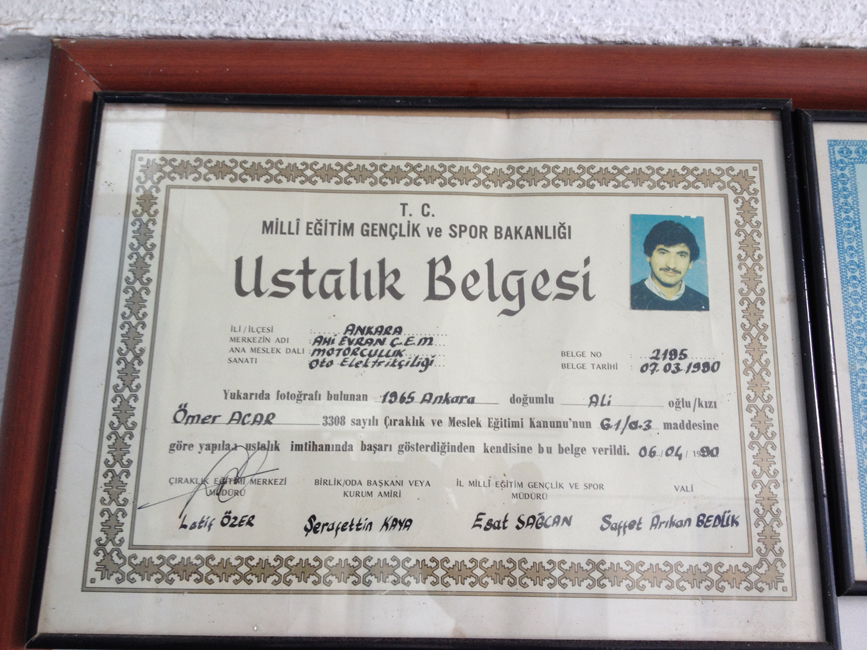 T. C.
MİLLÎ EĞİTİM GENÇLİK ve SPOR BAKANLIĞI
Ustalık Belgesi
İLİ / İLÇESİ : ANKARA
MERKEZİN ADI : AHİ EVRAN Ç.E.M.
ANA MESLEK DALI : MOTORCULLUK
SANATI : Oto Elektritçiliği
BELGE NO : 2195
BELGE TARİHİ : 07.03.1990
Yukarıda fotoğrafı bulunan 1965 Ankara doğumlu Ali oğlu/kızı
Ömer ACAR 3308 sayılı Çıraklık ve Meslek Eğitimi Kanunu'nun G1/a.3 maddesine
göre yapılan ustalık imtihanında başarı gösterdiğinden kendisine bu belge verildi. 06 / 04 / 1990
ÇIRAKLIK EĞİTİMİ MERKEZİ MÜDÜRÜ
BİRLİK/ODA BAŞKANI VEYA KURUM AMİRİ
İL MİLLÎ EĞİTİM GENÇLİK VE SPOR MÜDÜRÜ
VALİ
Latif ÖZER Şerafettin KAYA Esat SAĞCAN Saffet Arıkan BEDÜK